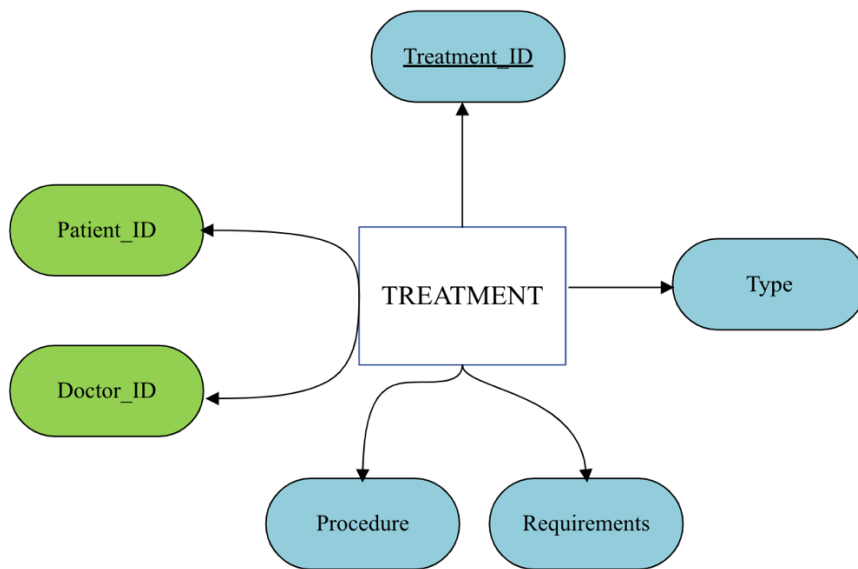 Treatment_ID
Patient_ID
TREATMENT
Type
Doctor_ID
Procedure
Requirements